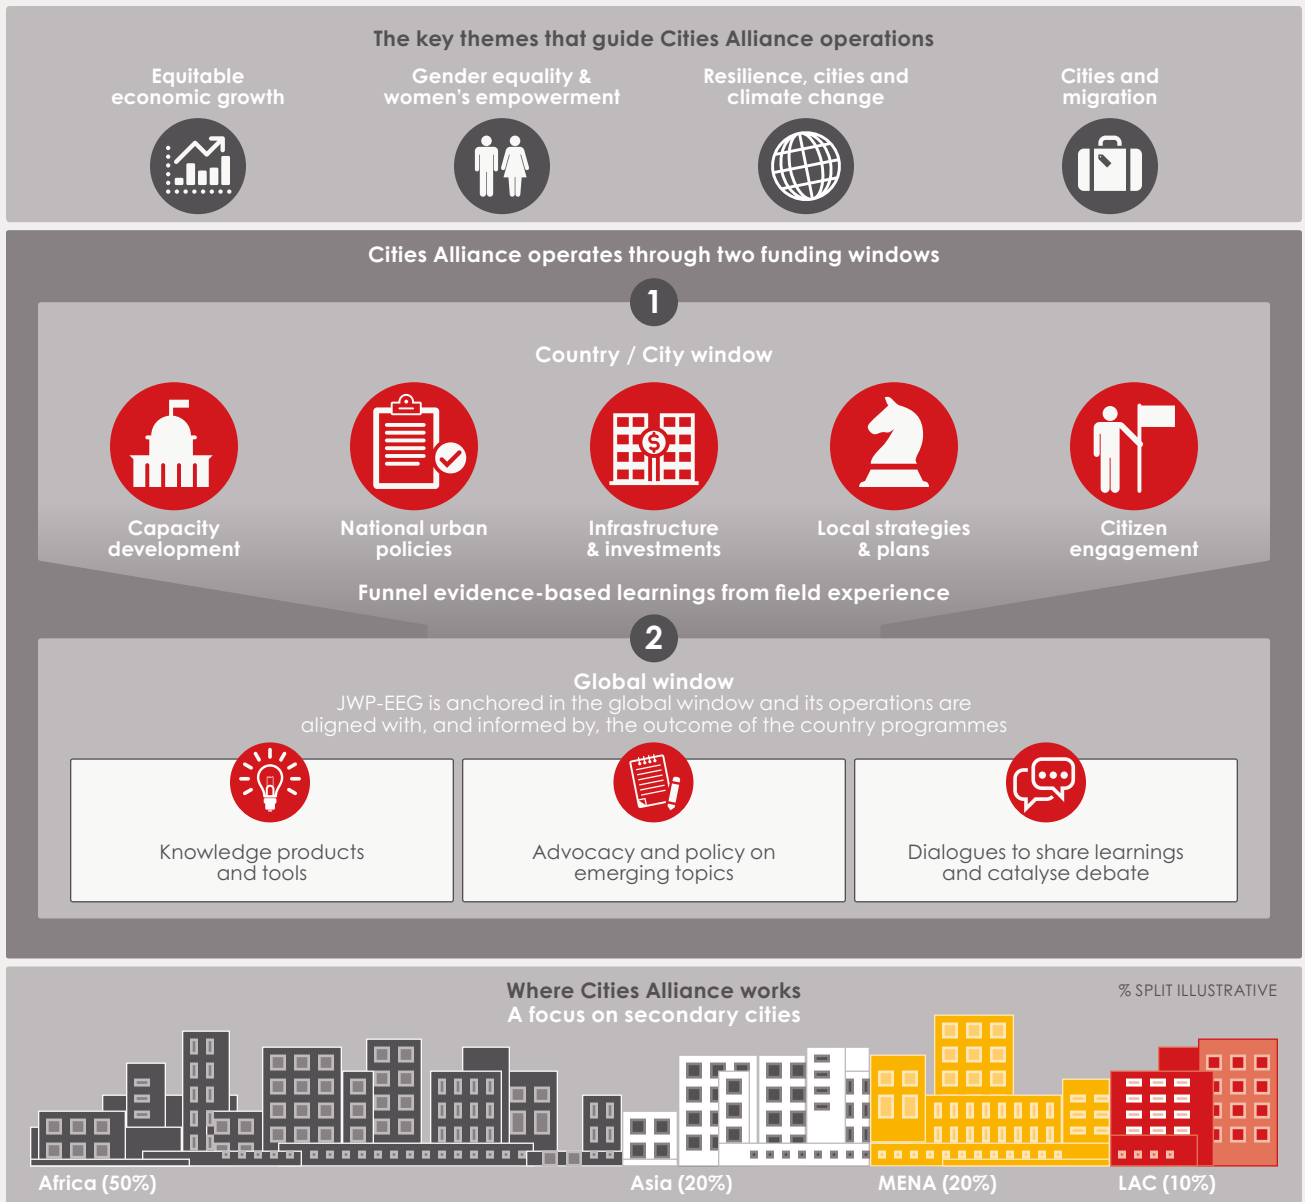 The key themes that guide Cities Alliance operations
Equitable
economic growth
Gender equality &
women's empowerment
Resilience, cities and
climate change
Cities and
migration
Cities Alliance operates through two funding windows
1
Country / City window
$
Capacity
development
National urban
policies
Infrastructure
& investments
Local strategies
& plans
Citizen
engagement
Funnel evidence-based learnings from field experience
2
Global window
JWP-EEG is anchored in the global window and its operations are
aligned with, and informed by, the outcome of the country programmes
Knowledge products
and tools
Advocacy and policy on
emerging topics
Dialogues to share learnings
and catalyse debate
Where Cities Alliance works
A focus on secondary cities
% SPLIT ILLUSTRATIVE
Africa (50%)
Asia (20%)
MENA (20%)
LAC (10%)